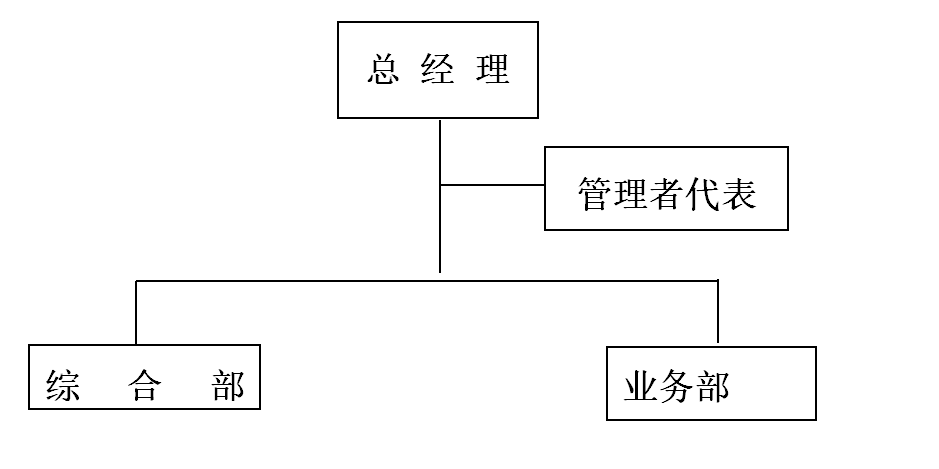 总 经 理
管理者代表
综 合 部
业务部